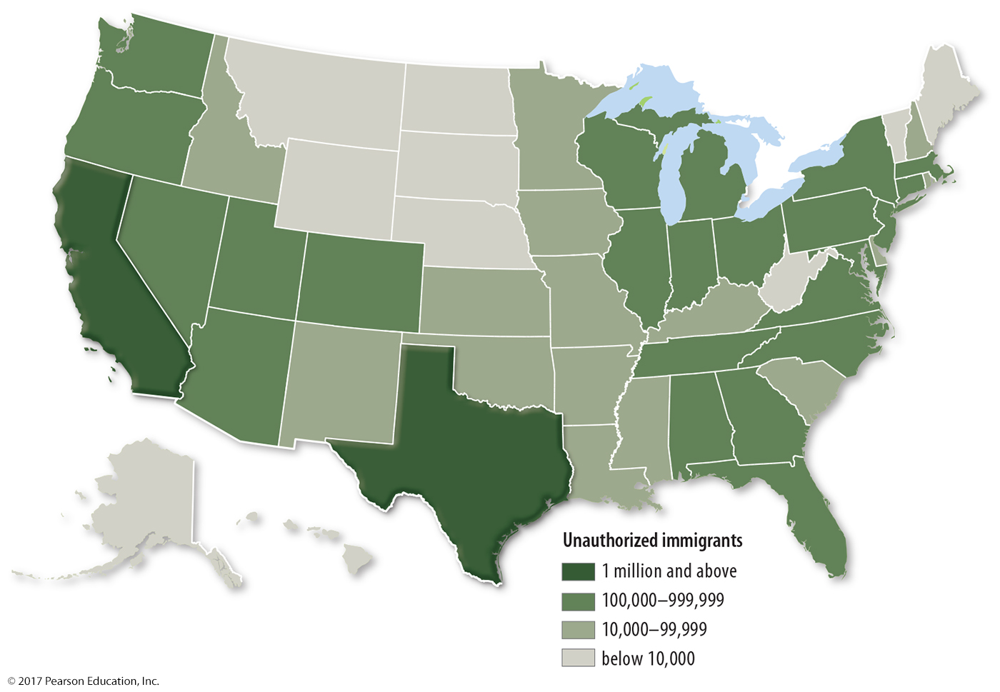 Unauthorized immigrants
1 million and above
100,000–999,999
10,000–99,999
below 10,000
© 2017 Pearson Education, Inc.